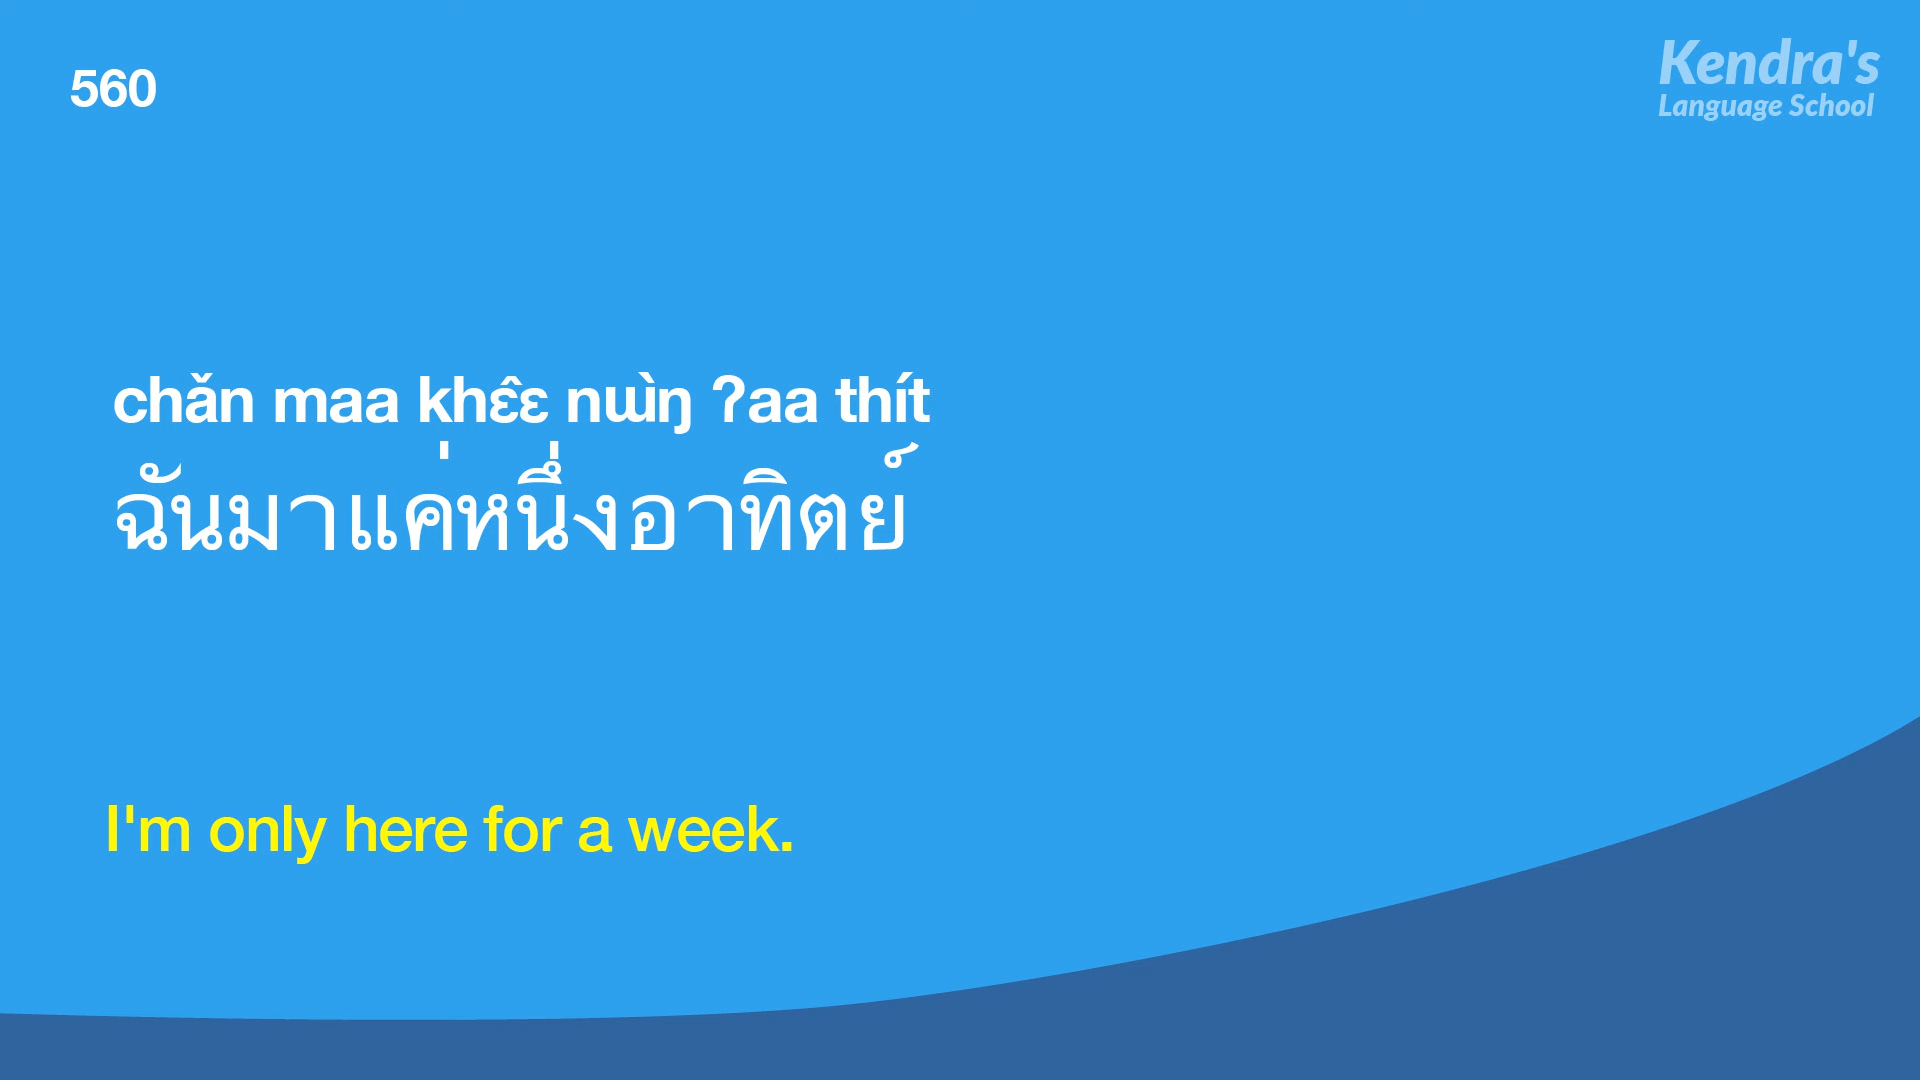 560
Kendra's
Language School
chǎn maa khɛ̂ɛ nɯ̀ŋ ʔaa thít
ฉันมาแค่หนึ่งอาทิตย์
I'm only here for a week.